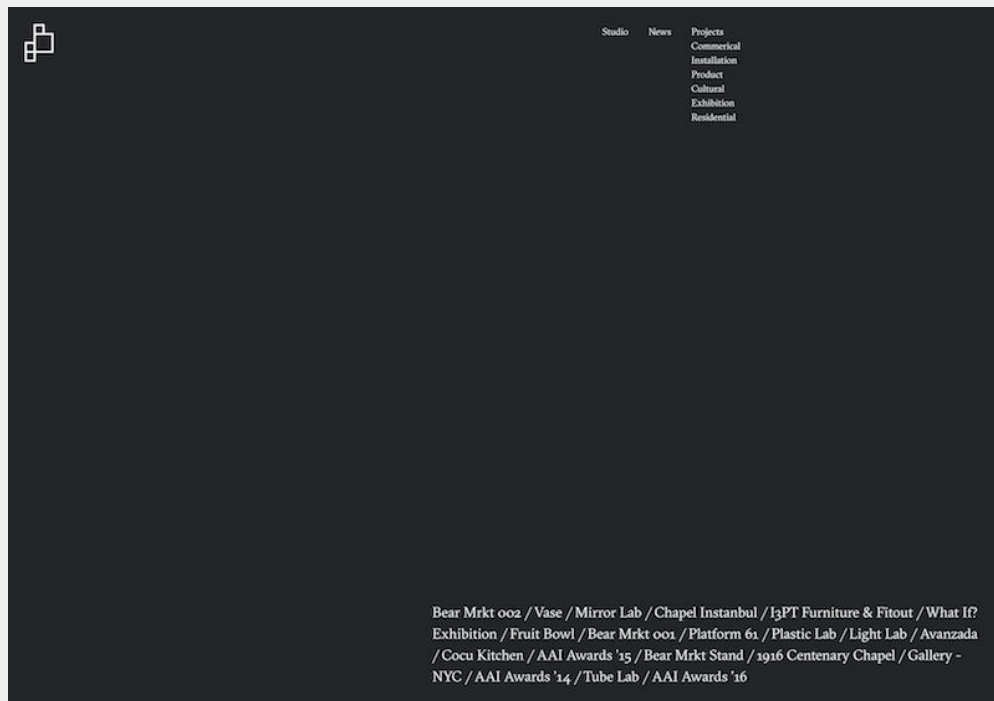 Studio News Projects
Commerical
Installation
Product
Cultural
Exhibition
Residential
Bear Mrkt 002 / Vase / Mirror Lab / Chapel Instanbul / I3PT Furniture & Fitout / What If?
Exhibition / Fruit Bowl / Bear Mrkt 001 / Platform 61 / Plastic Lab / Light Lab / Avanzada
/ Cocu Kitchen / AAI Awards '15 / Bear Mrkt Stand / 1916 Centenary Chapel / Gallery -
NYC / AAI Awards '14 / Tube Lab / AAI Awards '16